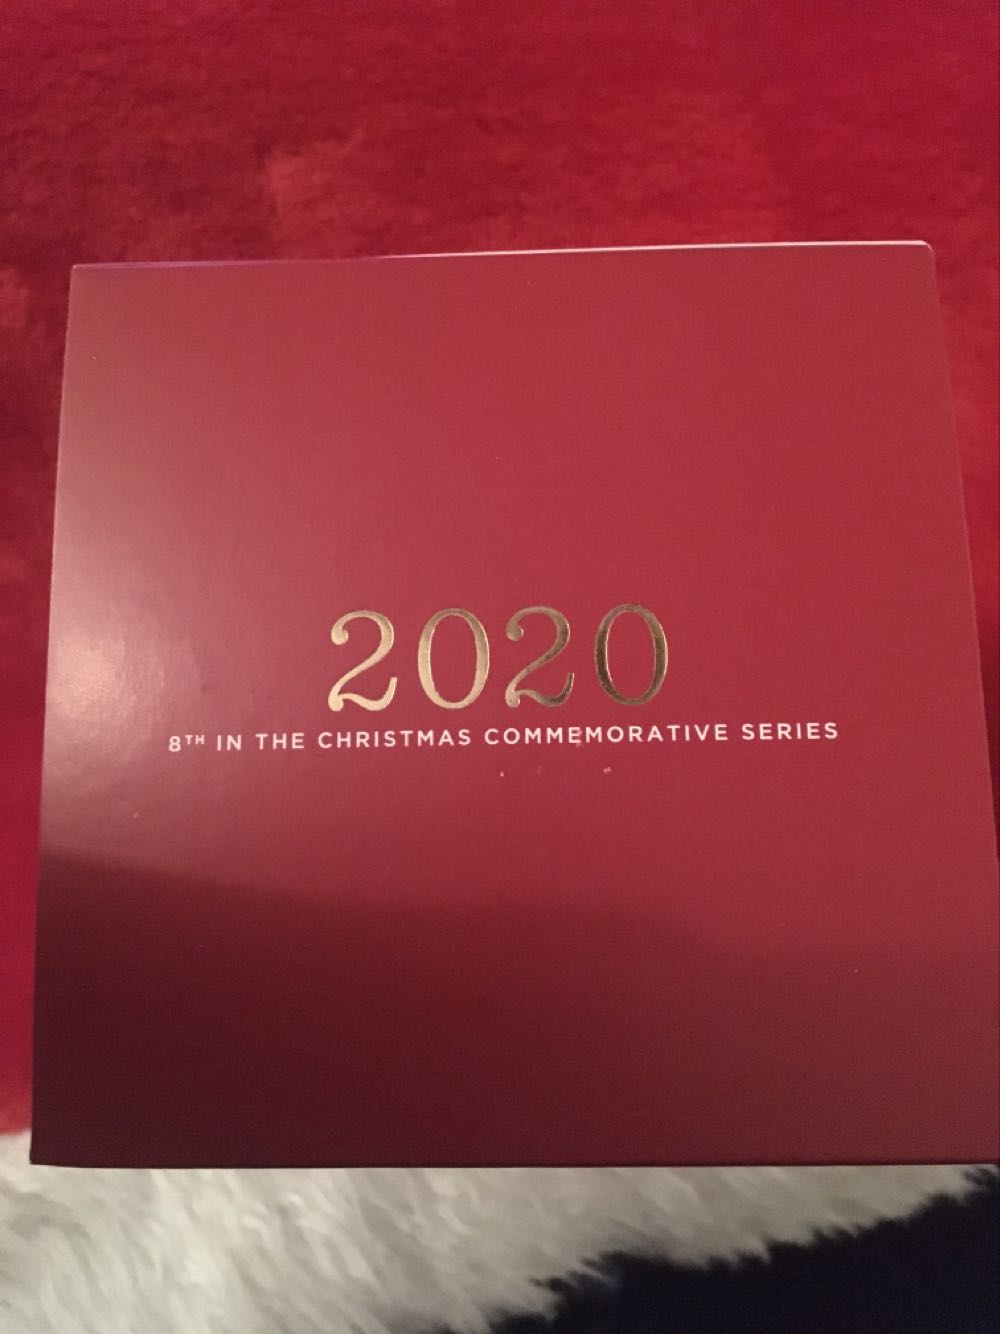 2020
8TH IN THE CHRISTMAS COMMEMORATIVE SERIES